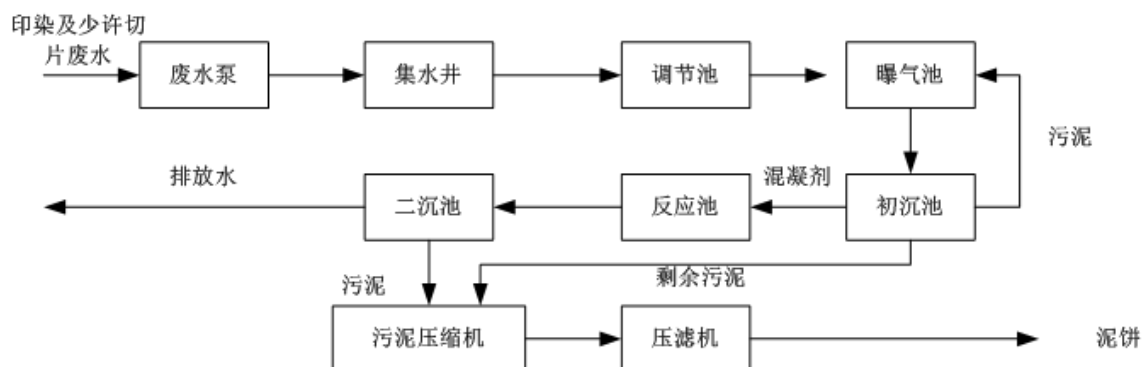 印染及少许切
片废水
废水泵
集水井
调节池
曝气池
污泥
排放水
二沉池
反应池
混凝剂
初沉池
污泥
剩余污泥
污泥压缩机
压滤机
泥饼